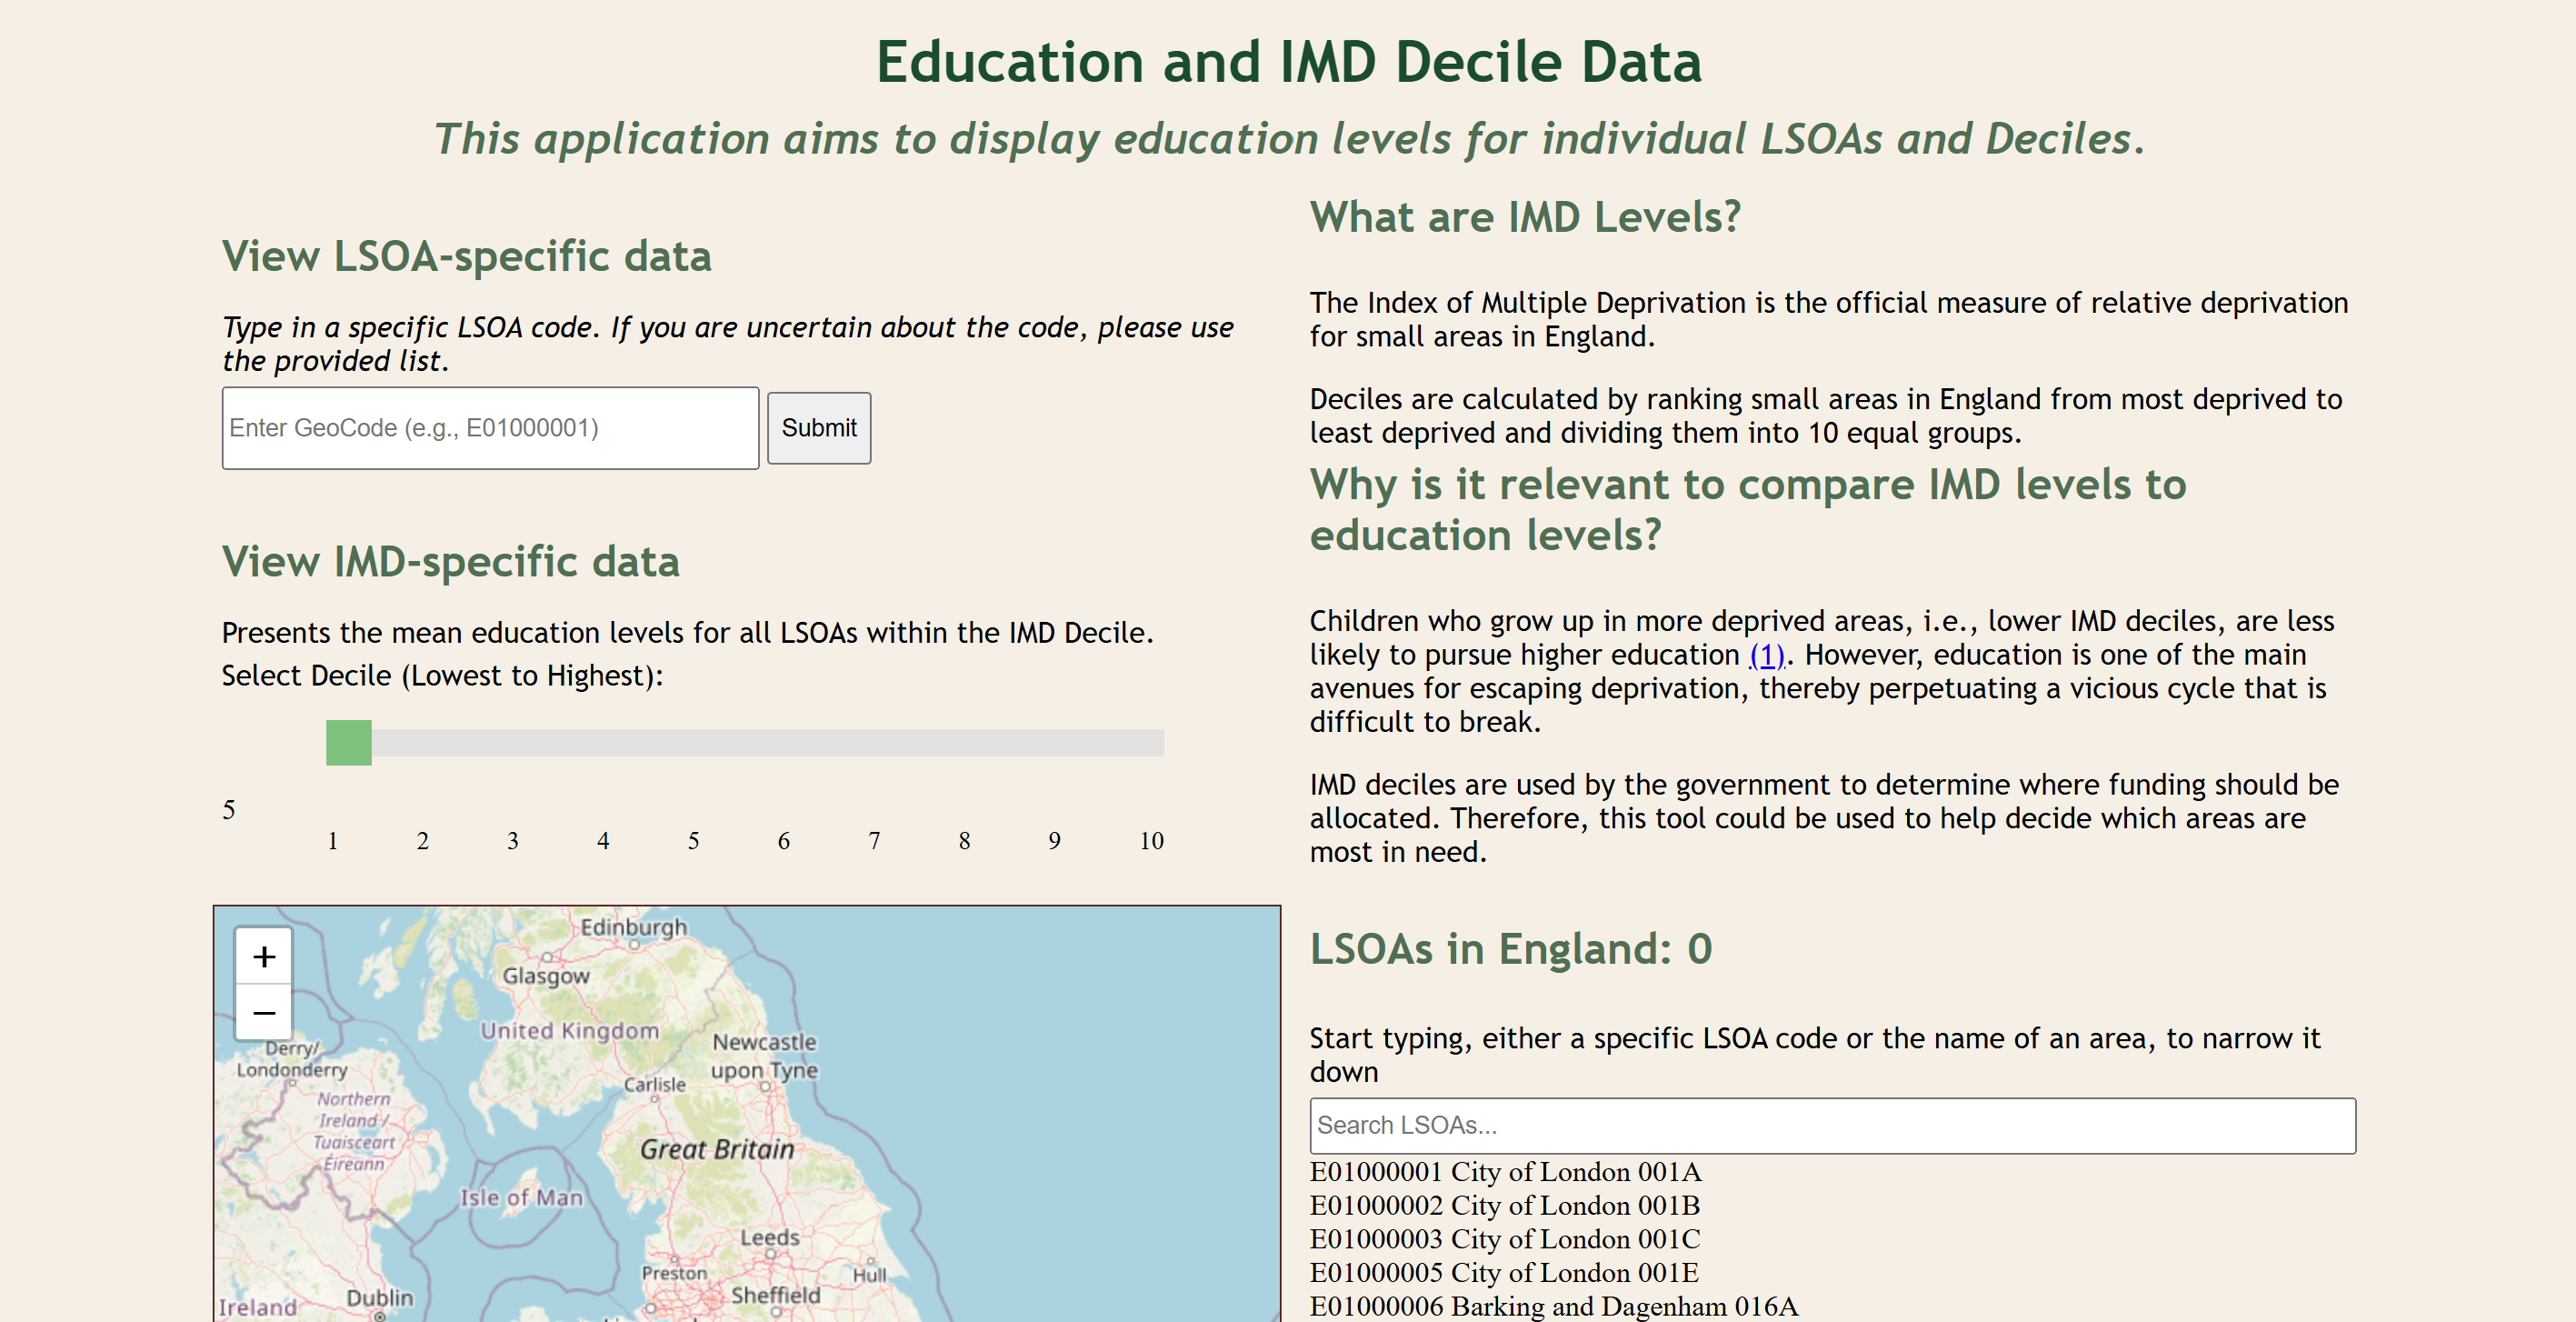 Education and IMD Decile Data
This application aims to display education levels for individual LSOAs and Deciles.
View LSOA-specific data
Type in a specific LSOA code. If you are uncertain about the code, please use
the provided list.
Enter GeoCode (e.g., E01000001)
Submit
View IMD-specific data
Presents the mean education levels for all LSOAs within the IMD Decile.
Select Decile (Lowest to Highest):
5
1 2 3 4 5 6 7 8 9 10
+
−
Edinburgh
Glasgow
United Kingdom
Newcastle
upon Tyne
Derry/
Londonderry
Carlisle
Northern
Ireland /
Tuaisceart
Éireann
Great Britain
Isle of Man
Leeds
Preston
Hull
Sheffield
Dublin
Ireland
What are IMD Levels?
The Index of Multiple Deprivation is the official measure of relative deprivation
for small areas in England.
Deciles are calculated by ranking small areas in England from most deprived to
least deprived and dividing them into 10 equal groups.
Why is it relevant to compare IMD levels to
education levels?
Children who grow up in more deprived areas, i.e., lower IMD deciles, are less
likely to pursue higher education (1). However, education is one of the main
avenues for escaping deprivation, thereby perpetuating a vicious cycle that is
difficult to break.
IMD deciles are used by the government to determine where funding should be
allocated. Therefore, this tool could be used to help decide which areas are
most in need.
LSOAs in England: 0
Start typing, either a specific LSOA code or the name of an area, to narrow it
down
Search LSOAs...
E01000001 City of London 001A
E01000002 City of London 001B
E01000003 City of London 001C
E01000005 City of London 001E
E01000006 Barking and Dagenham 016A